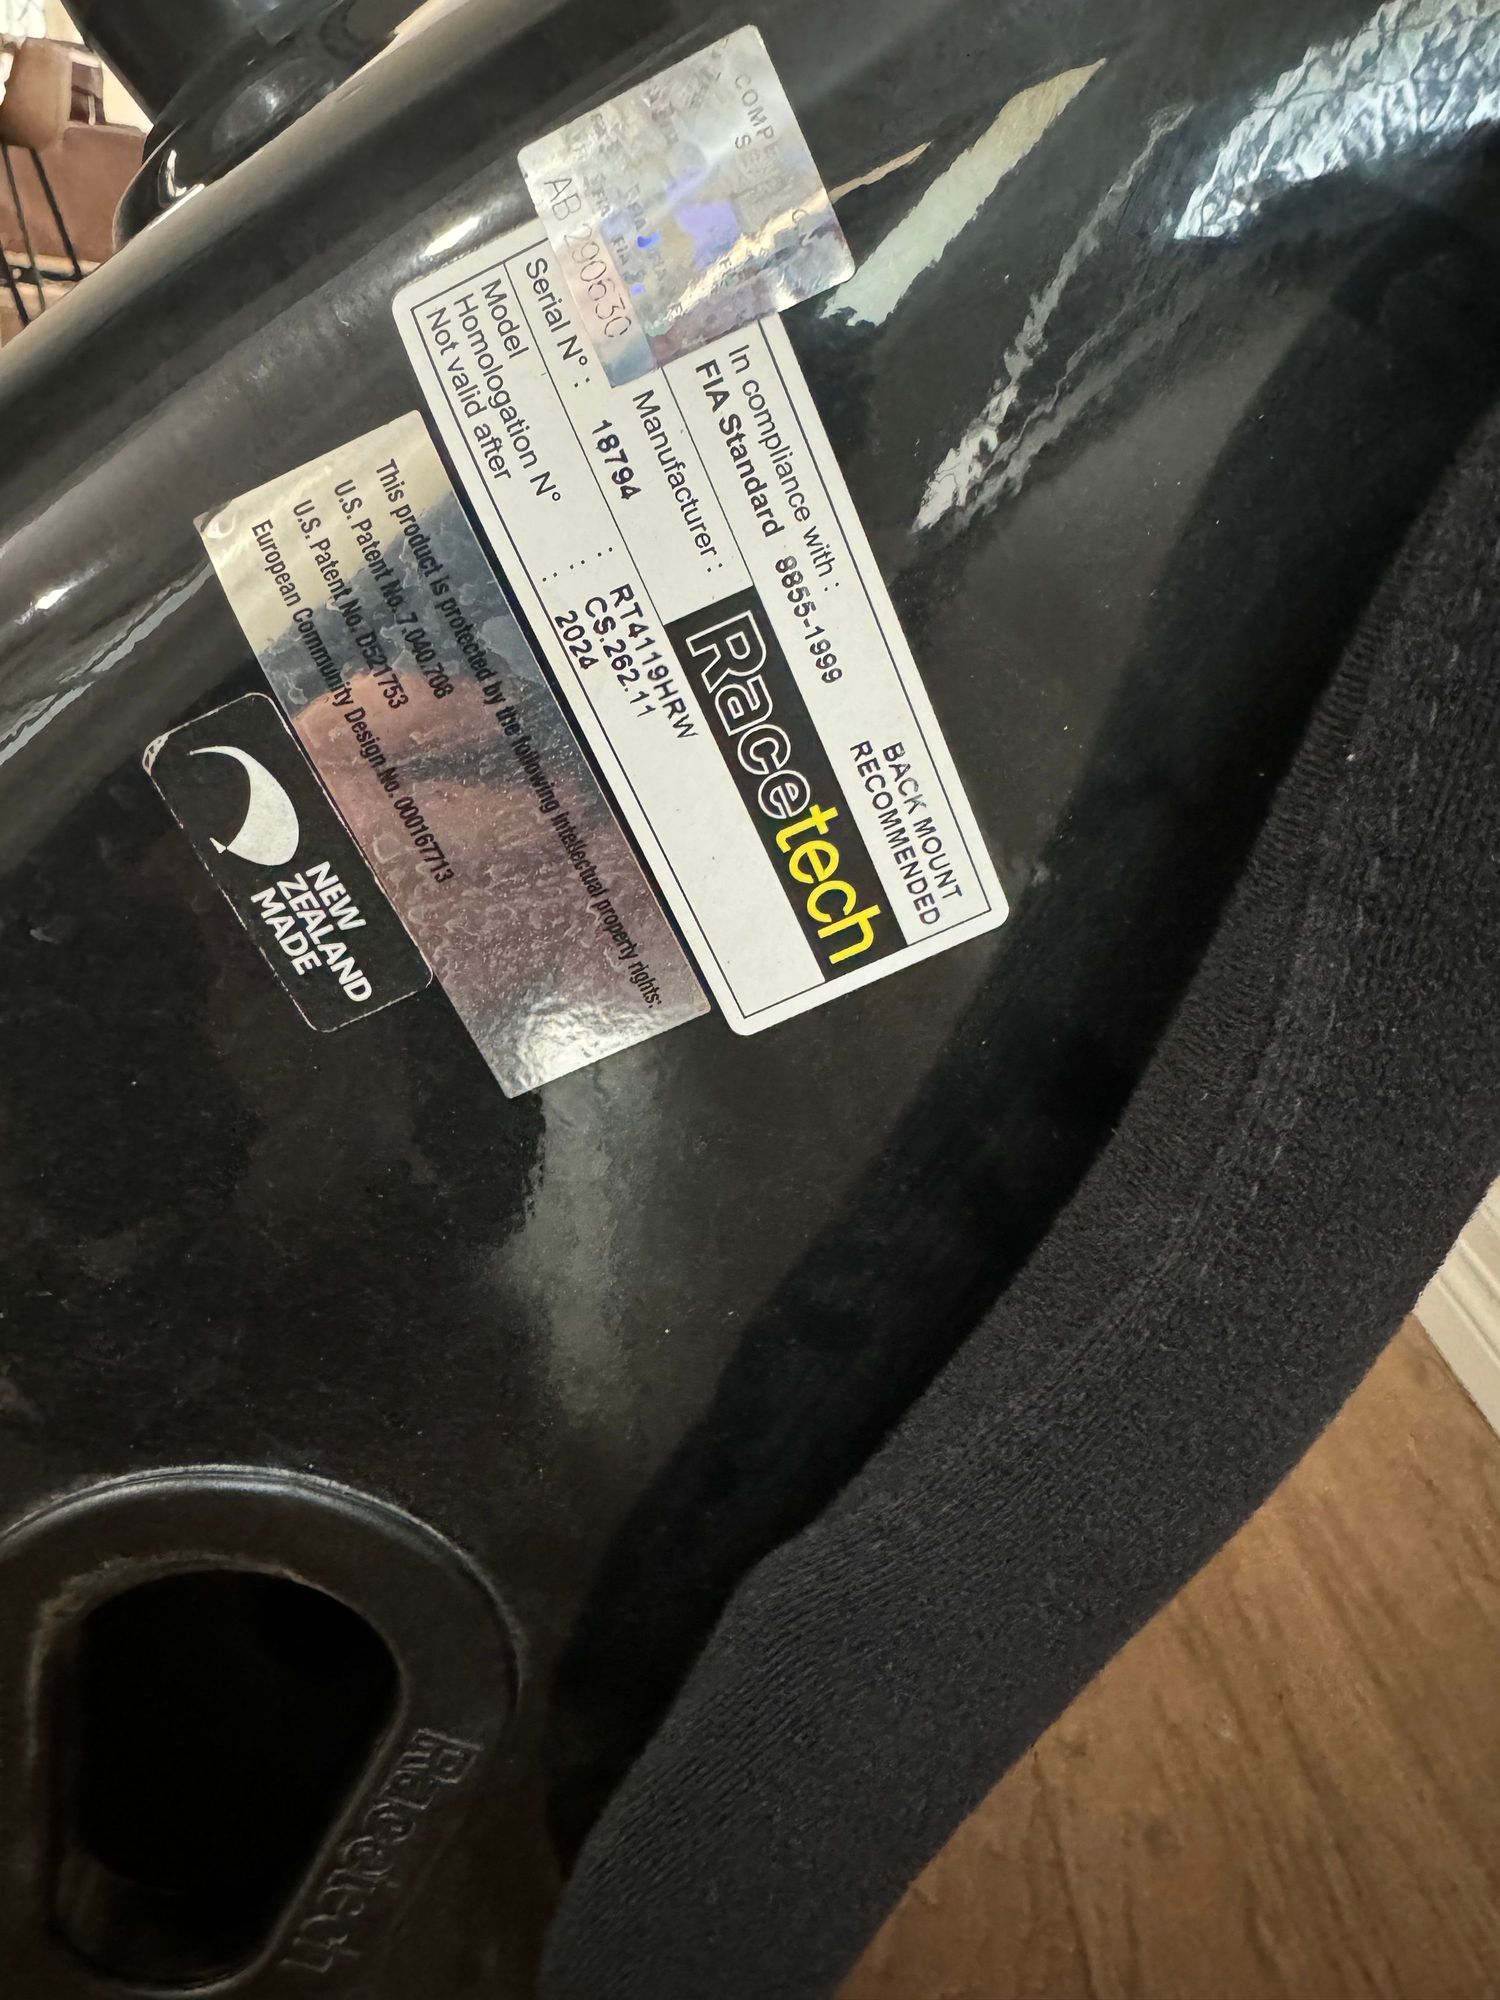 In compliance with :
FIA Standard 8855-1999
BACK MOUNT
RECOMMENDED
Manufacturer :
Racetech
Serial N° : 18794
Model : RT4119HRW
Homologation N° : CS.262.11
Not valid after : 2024
FIA FIA
This product is protected by the following intellectual property rights:
U.S. Patent No. 7.040.708
U.S. Patent No. D521753
European Community Design No. 000167713
NEW
ZEALAND
MADE
Racetech